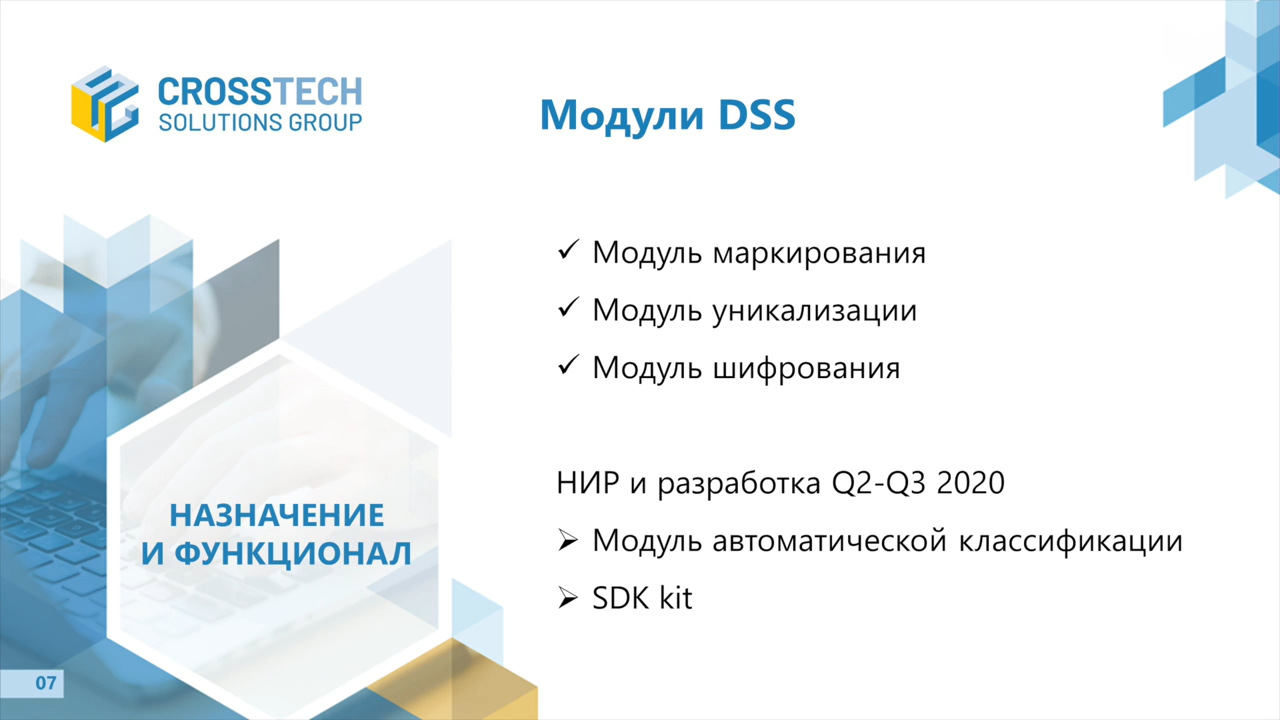 CROSSTECH
SOLUTIONS GROUP
Модули DSS
✓ Модуль маркирования
✓ Модуль уникализации
✓ Модуль шифрования
НИР и разработка Q2-Q3 2020
➢ Модуль автоматической классификации
➢ SDK kit
НАЗНАЧЕНИЕ
И ФУНКЦИОНАЛ
07